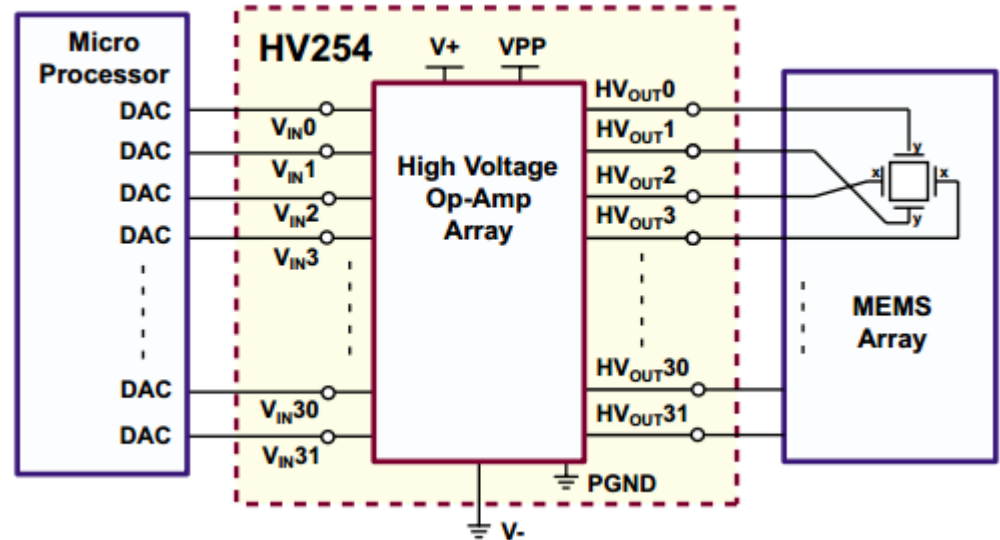 Micro
Processor
DAC
DAC
DAC
DAC
DAC
DAC
HV254
V+
VPP
VIN0
VIN1
VIN2
VIN3
VIN30
VIN31
High Voltage
Op-Amp
Array
HVOUT0
HVOUT1
HVOUT2
HVOUT3
HVOUT30
HVOUT31
PGND
V-
y
x
x
y
MEMS
Array